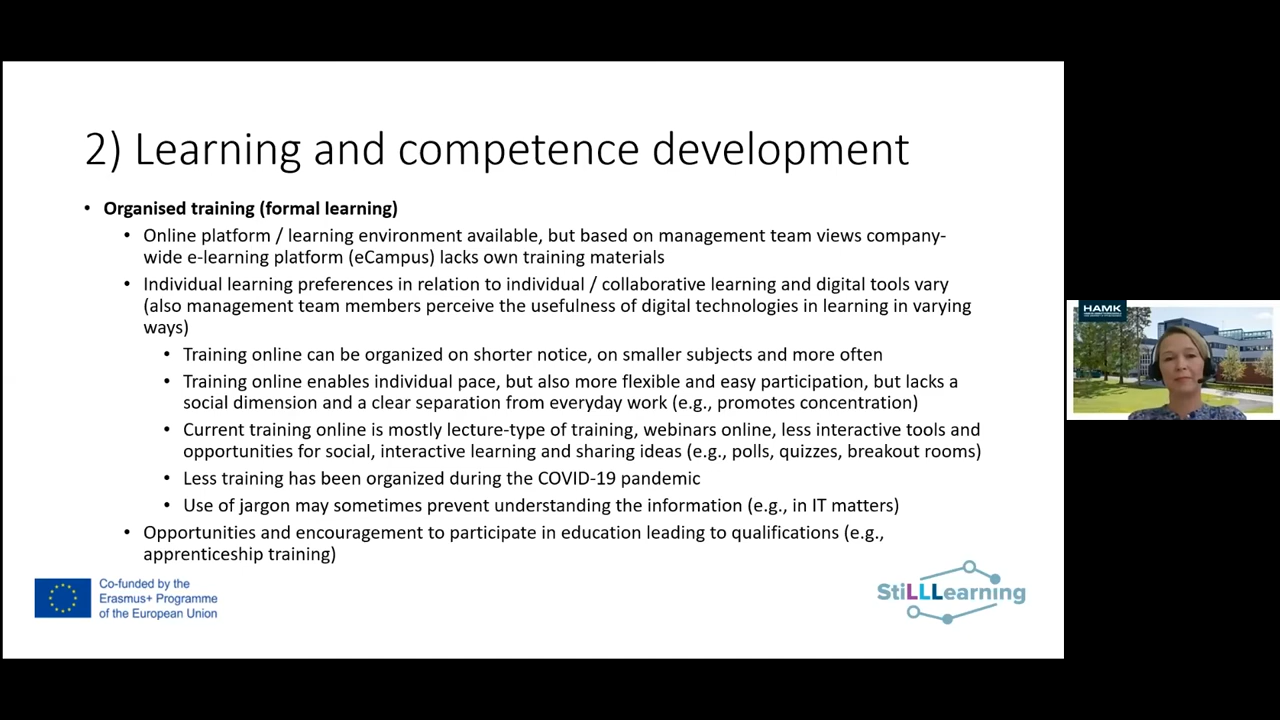 2) Learning and competence development
• Organised training (formal learning)
• Online platform / learning environment available, but based on management team views company-
wide e-learning platform (eCampus) lacks own training materials
• Individual learning preferences in relation to individual / collaborative learning and digital tools vary
(also management team members perceive the usefulness of digital technologies in learning in varying
ways)
• Training online can be organized on shorter notice, on smaller subjects and more often
• Training online enables individual pace, but also more flexible and easy participation, but lacks a
social dimension and a clear separation from everyday work (e.g., promotes concentration)
• Current training online is mostly lecture-type of training, webinars online, less interactive tools and
opportunities for social, interactive learning and sharing ideas (e.g., polls, quizzes, breakout rooms)
• Less training has been organized during the COVID-19 pandemic
• Use of jargon may sometimes prevent understanding the information (e.g., in IT matters)
• Opportunities and encouragement to participate in education leading to qualifications (e.g.,
apprenticeship training)
Co-funded by the
Erasmus+ Programme
of the European Union
StiLLLearning
HAMK